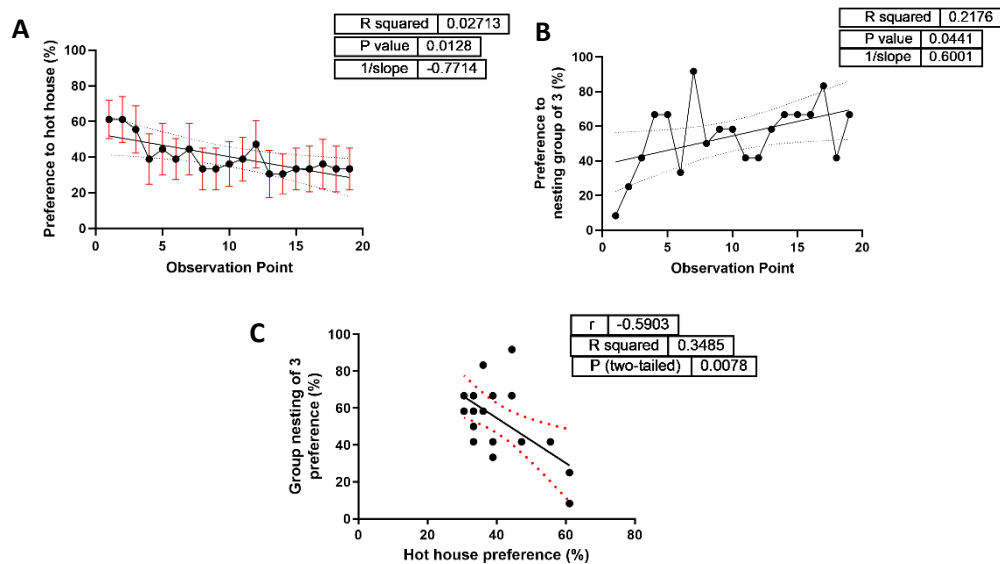 A
R squared 0.02713
P value 0.0128
1/slope -0.7714
Preference to hot house (%)
100
80
60
40
20
0
0 5 10 15 20
Observation Point
B
R squared 0.2176
P value 0.0441
1/slope 0.6001
Preference to
nesting group of 3 (%)
100
80
60
40
20
0
0 5 10 15 20
Observation Point
C
r -0.5903
R squared 0.3485
P (two-tailed) 0.0078
Group nesting of 3
preference (%)
100
80
60
40
20
0
0 20 40 60 80
Hot house preference (%)